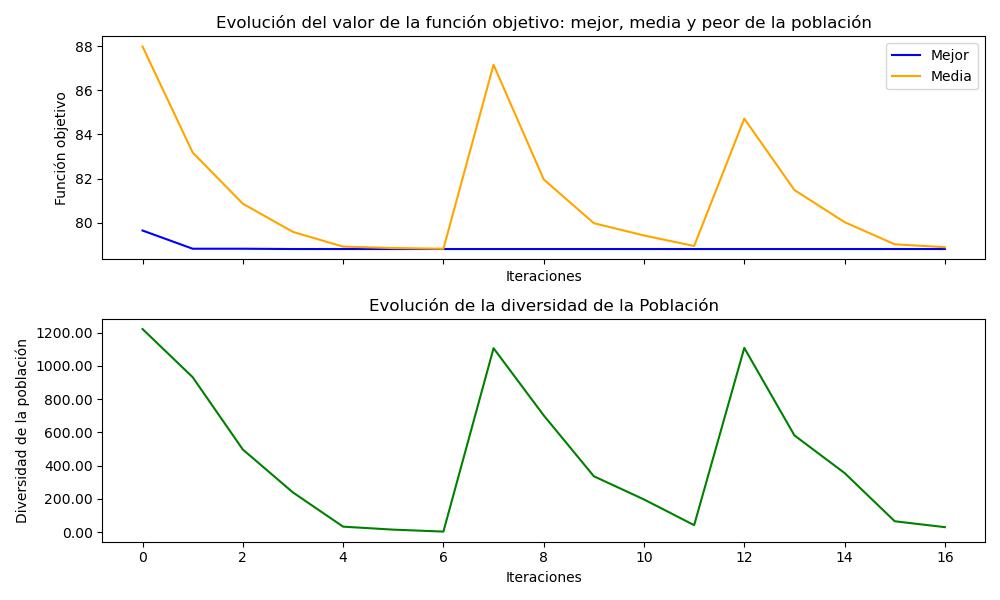 Evolución del valor de la función objetivo: mejor, media y peor de la población
88
86
84
82
80
Función objetivo
Mejor
Media
Iteraciones
Evolución de la diversidad de la Población
1200.00
1000.00
800.00
600.00
400.00
200.00
0.00
Diversidad de la población
0 2 4 6 8 10 12 14 16
Iteraciones